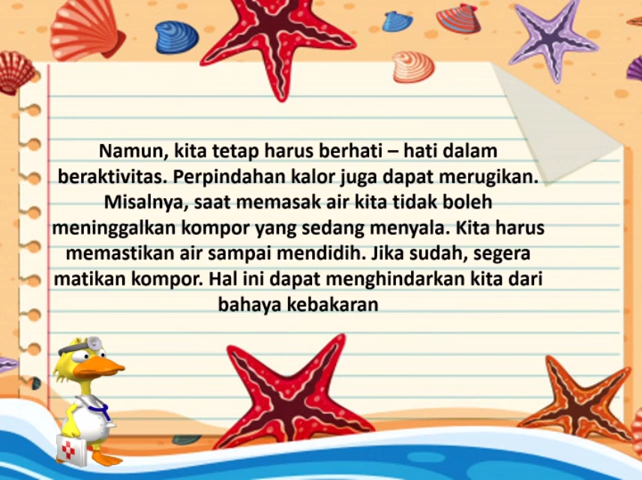 Namun, kita tetap harus berhati – hati dalam
beraktivitas. Perpindahan kalor juga dapat merugikan.
Misalnya, saat memasak air kita tidak boleh
meninggalkan kompor yang sedang menyala. Kita harus
memastikan air sampai mendidih. Jika sudah, segera
matikan kompor. Hal ini dapat menghindarkan kita dari
bahaya kebakaran